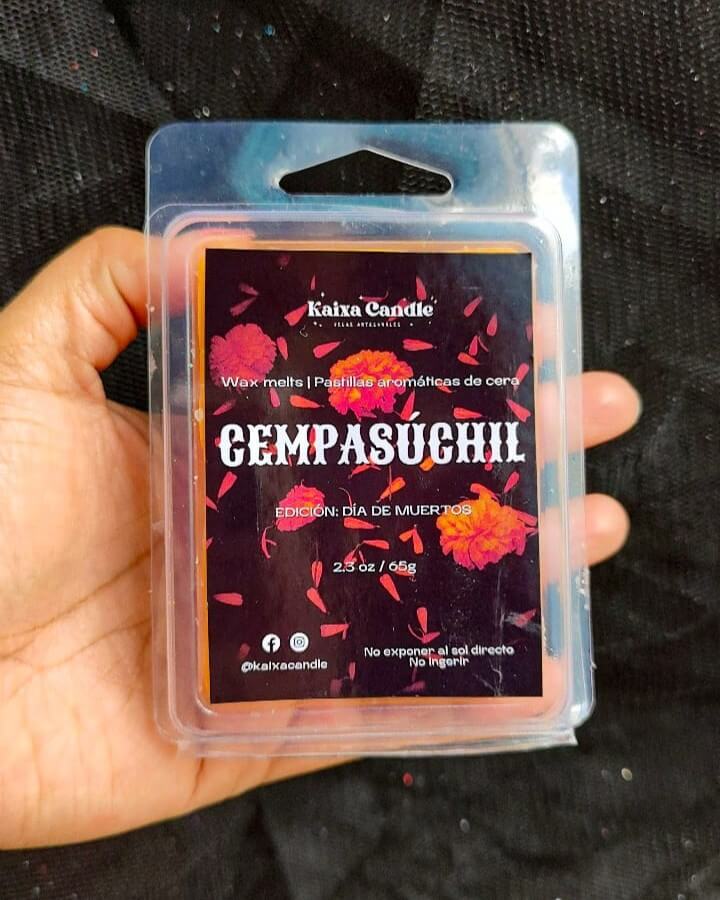 Kaixa Candle
VELAS ARTESANALES
Wax melts | Pastillas aromáticas de cera
CEMPASÚCHIL
EDICIÓN: DÍA DE MUERTOS
2.3 oz / 65g
@kaixacandle
No exponer al sol directo
No ingerir